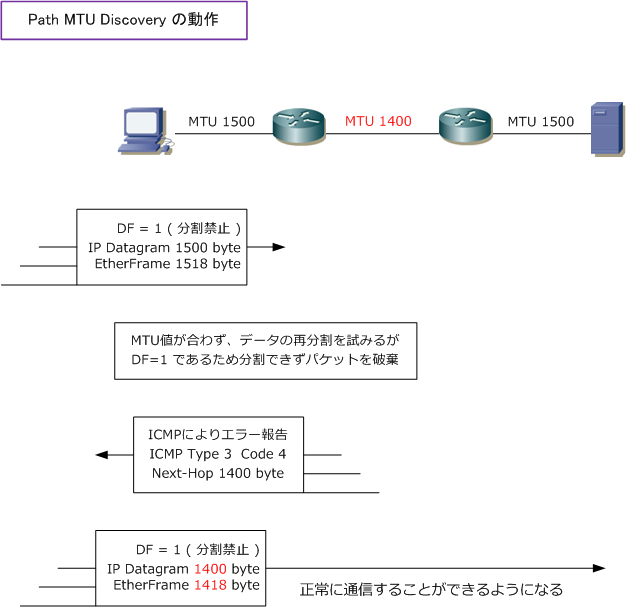 Path MTU Discovery の動作
MTU 1500
MTU 1400
MTU 1500
DF = 1 ( 分割禁止 )
IP Datagram 1500 byte
EtherFrame 1518 byte
MTU値が合わず、データの再分割を試みるが
DF=1 であるため分割できずパケットを破棄
ICMPによりエラー報告
ICMP Type 3 Code 4
Next-Hop 1400 byte
DF = 1 ( 分割禁止 )
IP Datagram 1400 byte
EtherFrame 1418 byte
正常に通信することができるようになる